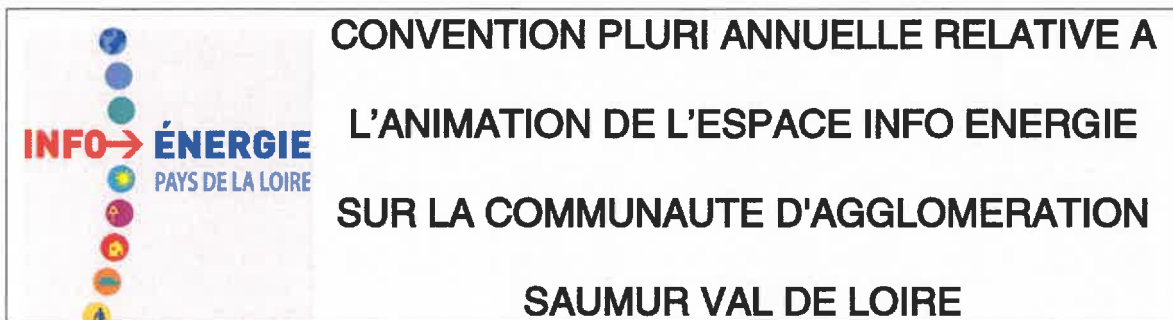 CONVENTION PLURI ANNUELLE RELATIVE A
L'ANIMATION DE L'ESPACE INFO ENERGIE
SUR LA COMMUNAUTE D'AGGLOMERATION
SAUMUR VAL DE LOIRE
INFO→ ÉNERGIE
PAYS DE LA LOIRE